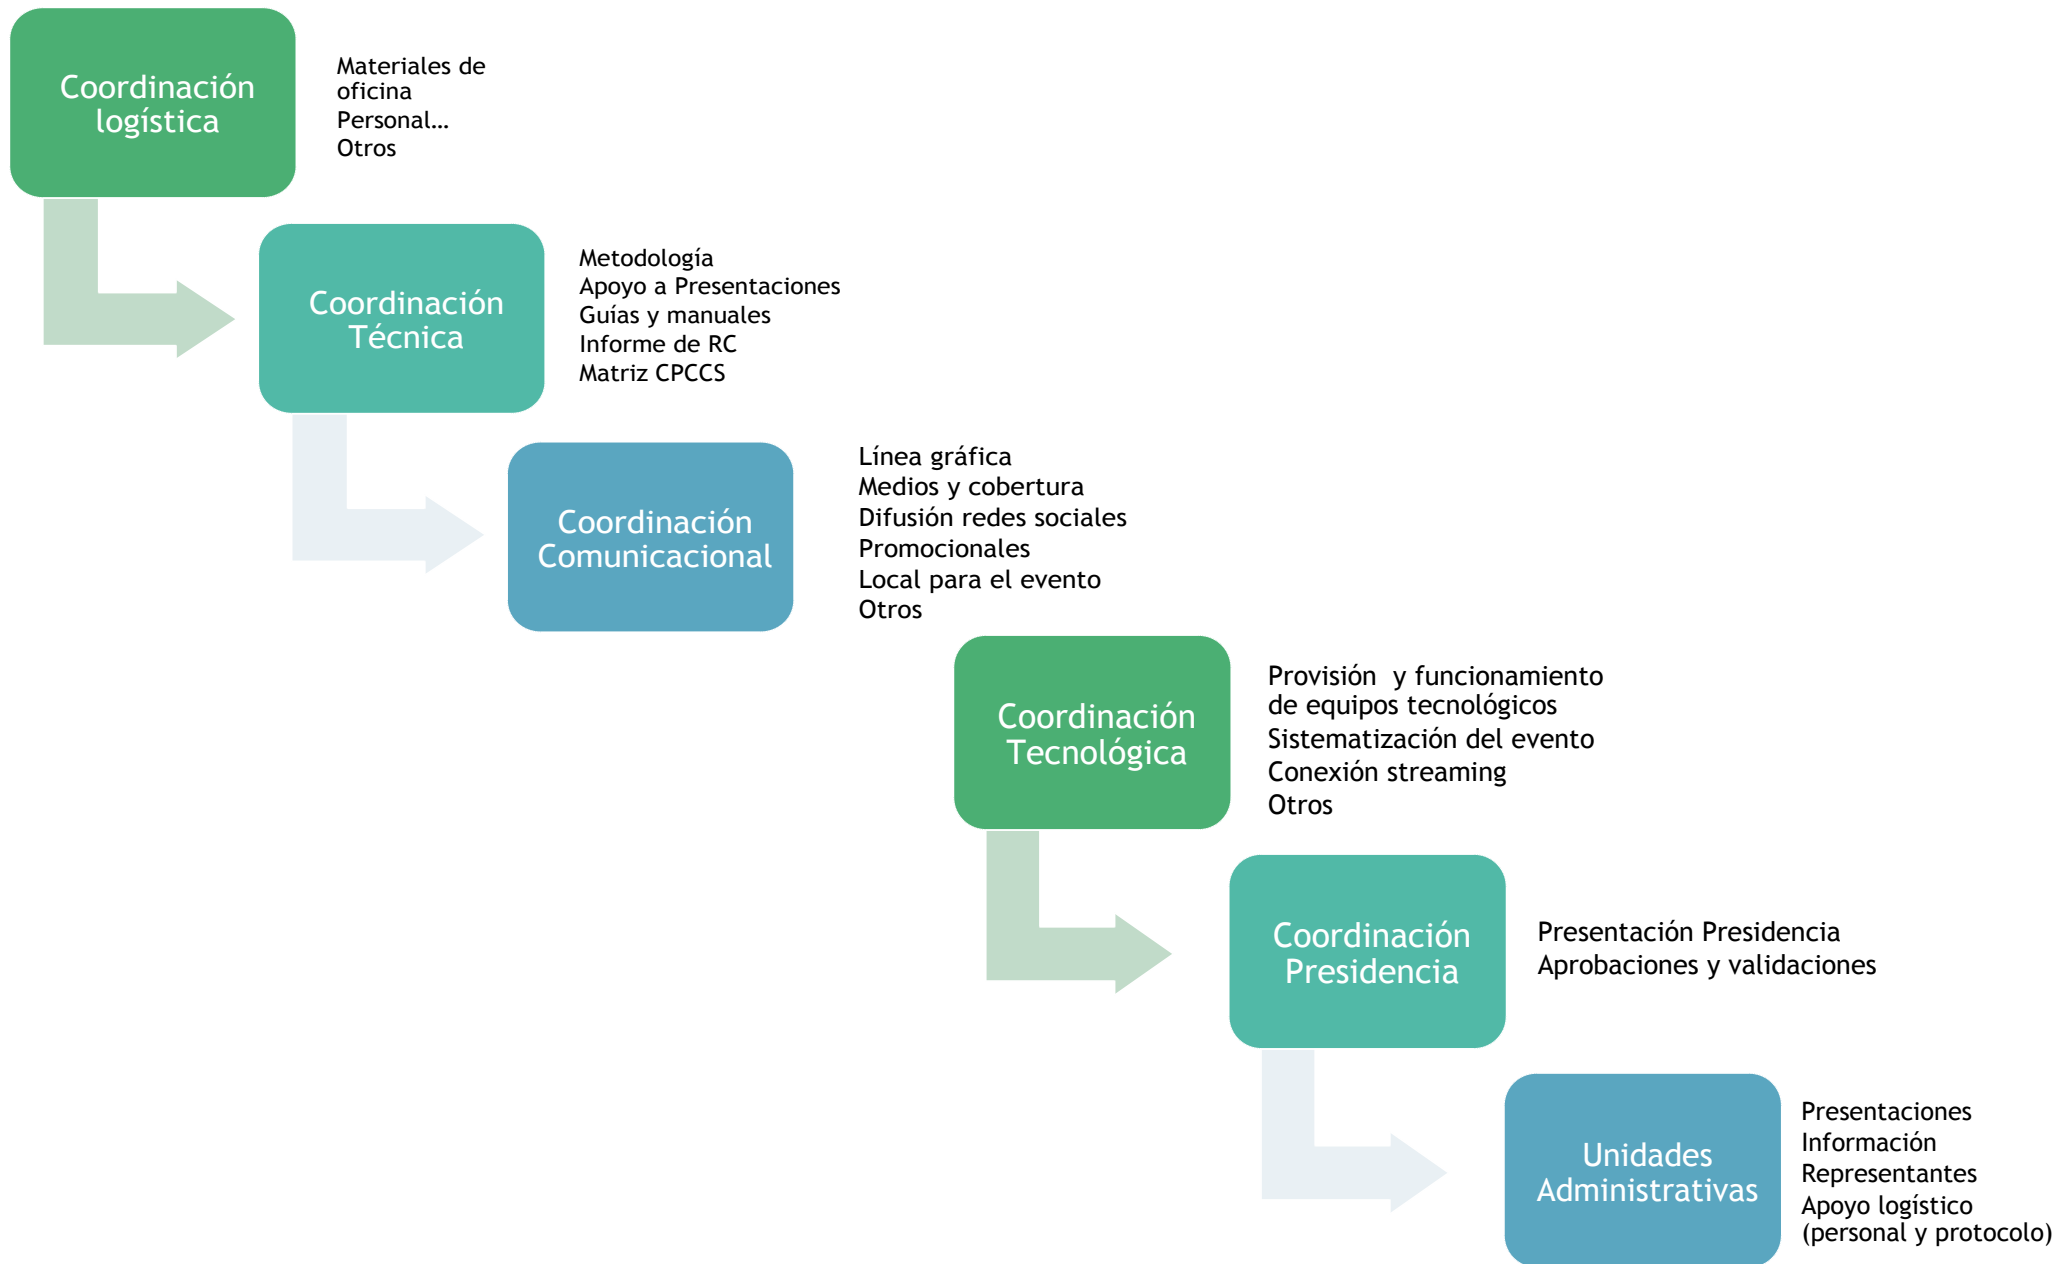 Coordinación
logística
Materiales de
oficina
Personal…
Otros
Coordinación
Técnica
Metodología
Apoyo a Presentaciones
Guías y manuales
Informe de RC
Matriz CPCCS
Coordinación
Comunicacional
Línea gráfica
Medios y cobertura
Difusión redes sociales
Promocionales
Local para el evento
Otros
Coordinación
Tecnológica
Provisión  y funcionamiento
de equipos tecnológicos
Sistematización del evento
Conexión streaming
Otros
Coordinación
Presidencia
Presentación Presidencia
Aprobaciones y validaciones
Unidades
Administrativas
Presentaciones
Información
Representantes
Apoyo logístico
(personal y protocolo)